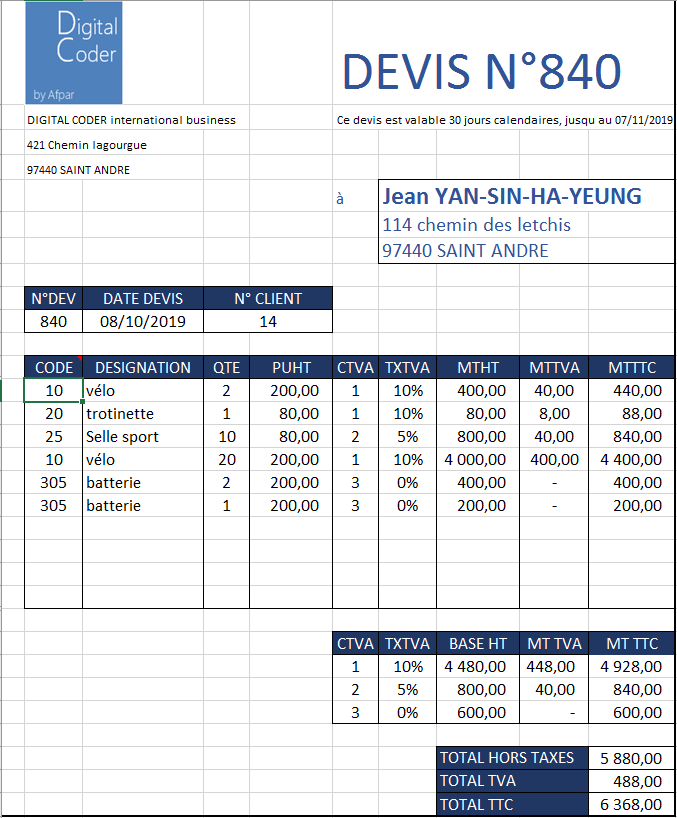 Digital
Coder
by Afpar
DEVIS N°840
DIGITAL CODER international business Ce devis est valable 30 jours calendaires, jusqu au 07/11/2019
421 Chemin lagourgue
97440 SAINT ANDRE
à Jean YAN-SIN-HA-YEUNG
114 chemin des letchis
97440 SAINT ANDRE
N°DEV DATE DEVIS N° CLIENT
840 08/10/2019 14
CODE DESIGNATION QTE PUHT CTVA TXTVA MTHT MTTVA MTTTC
10 vélo 2 200,00 1 10% 400,00 40,00 440,00
20 trotinette 1 80,00 1 10% 80,00 8,00 88,00
25 Selle sport 10 80,00 2 5% 800,00 40,00 840,00
10 vélo 20 200,00 1 10% 4 000,00 400,00 4 400,00
305 batterie 2 200,00 3 0% 400,00 - 400,00
305 batterie 1 200,00 3 0% 200,00 - 200,00
CTVA TXTVA BASE HT MT TVA MT TTC
1 10% 4 480,00 448,00 4 928,00
2 5% 800,00 40,00 840,00
3 0% 600,00 - 600,00
TOTAL HORS TAXES 5 880,00
TOTAL TVA 488,00
TOTAL TTC 6 368,00